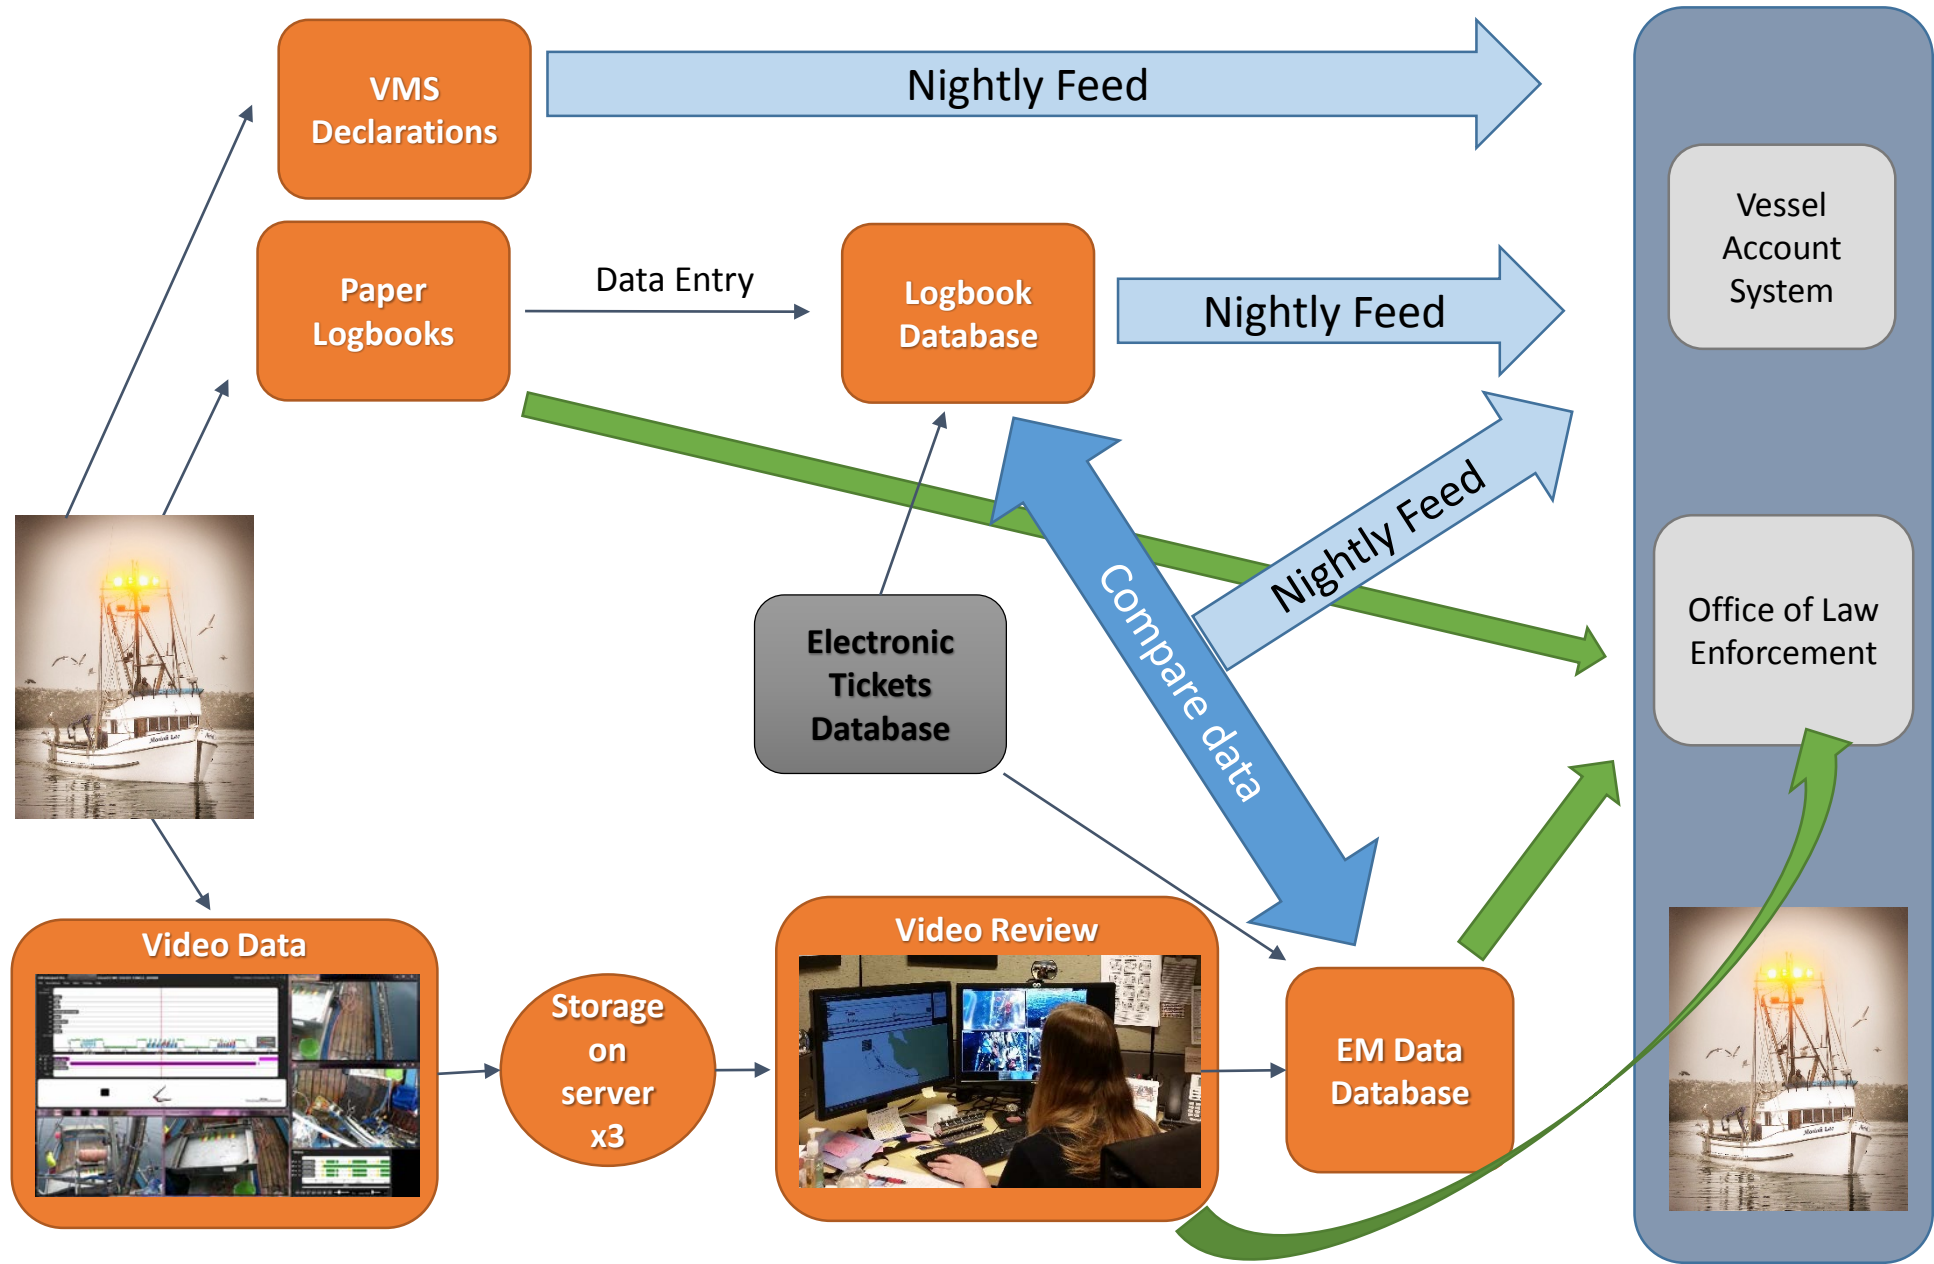 VMS
Declarations
Nightly Feed
Vessel
Account
System
Paper
Logbooks
Data Entry
Logbook
Database
Nightly Feed
Nightly Feed
Compare data
Electronic
Tickets
Database
Office of Law
Enforcement
Video Data
Storage
on
server
x3
Video Review
EM Data
Database